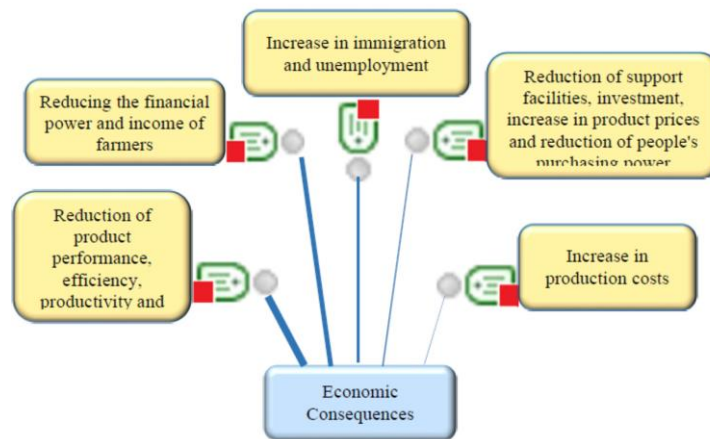 Increase in immigration
and unemployment
Reducing the financial
power and income of
farmers
Reduction of support
facilities, investment,
increase in product prices
and reduction of people's
purchasing power
Reduction of
product
performance,
efficiency,
productivity and
Increase in
production costs
Economic
Consequences